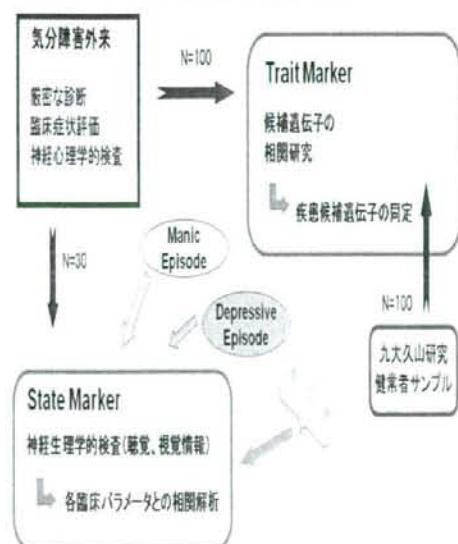 気分障害外来
厳密な診断
臨床症状評価
神経心理学的検査
N=100
Trait Marker
候補遺伝子の
相関研究
疾患候補遺伝子の同定
N=30
Manic
Episode
Depressive
Episode
N=100
九大久山研究
健常者サンプル
State Marker
神経生理学的検査(聴覚、視覚情報)
各臨床パラメータとの相関解析